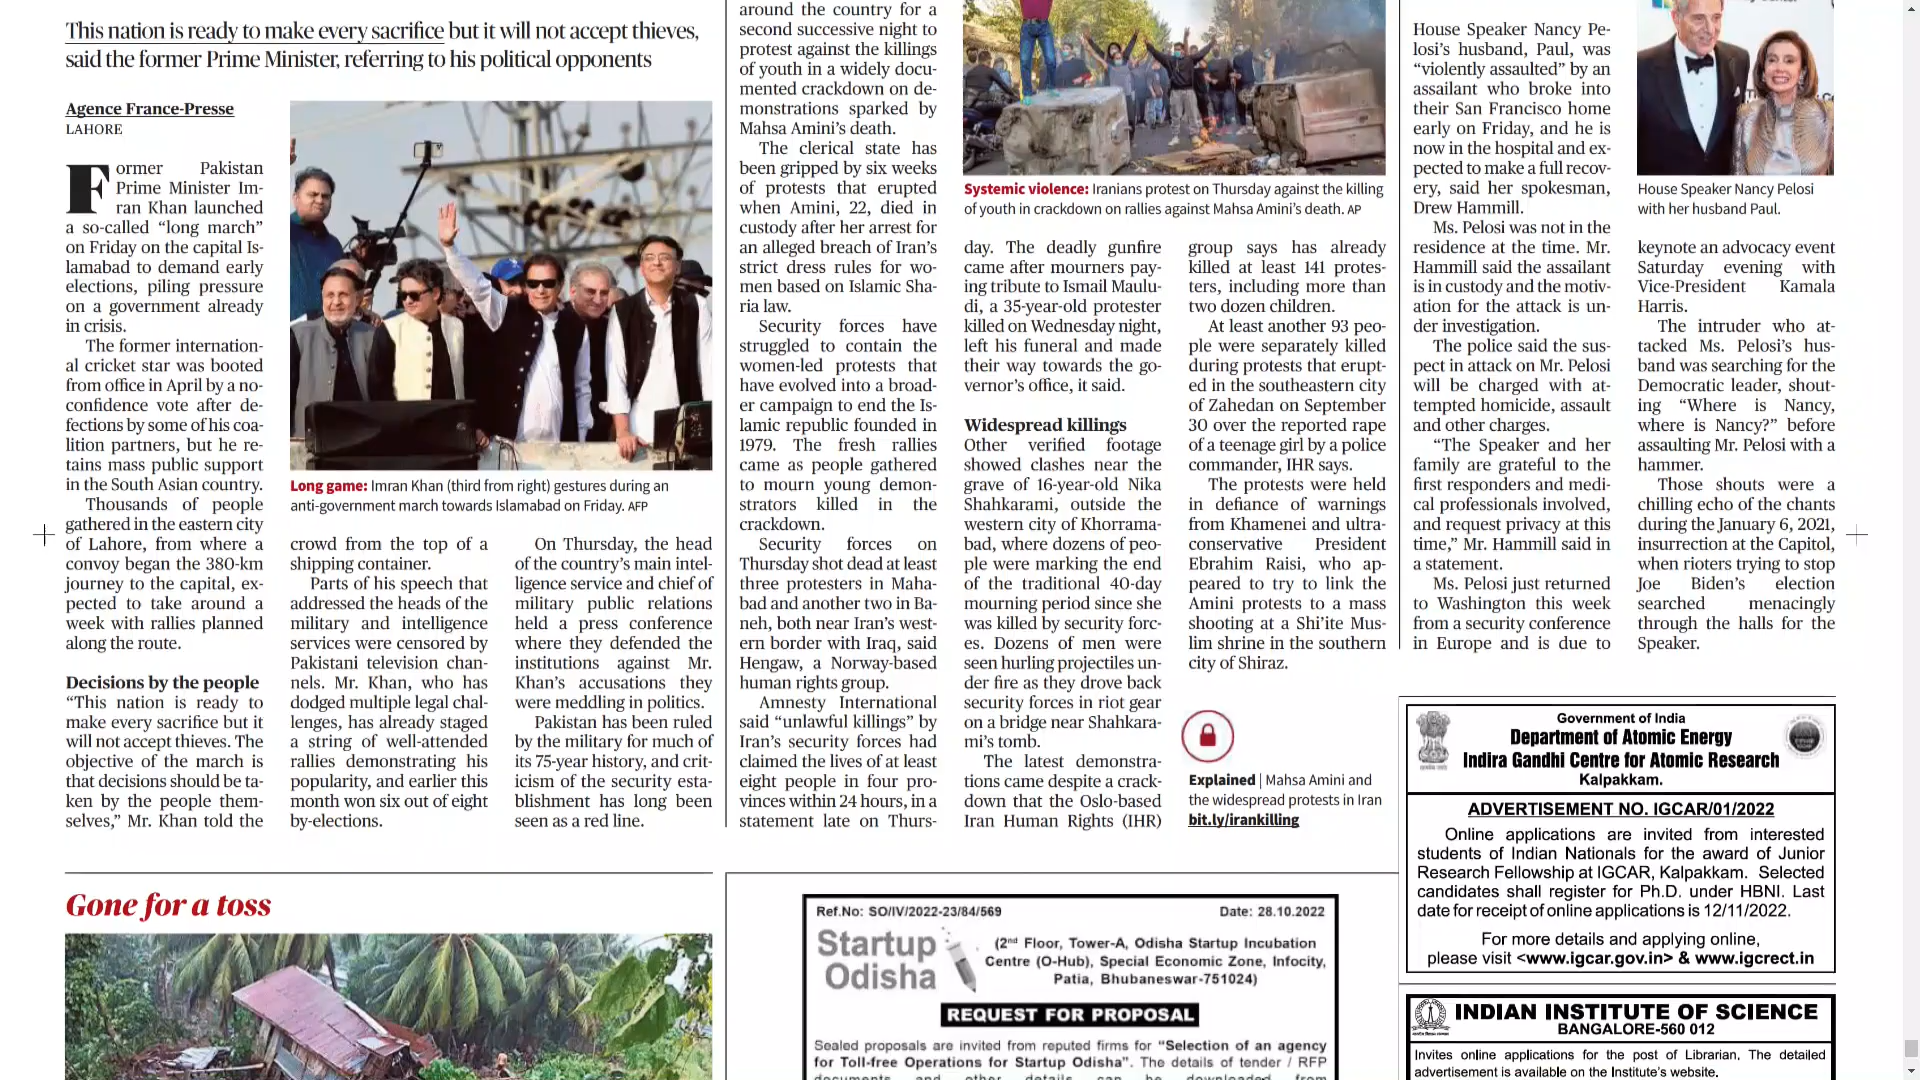 This nation is ready to make every sacrifice but it will not accept thieves,
said the former Prime Minister, referring to his political opponents
Agence France-Presse
LAHORE
Former Pakistan
Prime Minister Im-
ran Khan launched
a so-called “long march”
on Friday on the capital Is-
lamabad to demand early
elections, piling pressure
on a government already
in crisis.
The former internation-
al cricket star was booted
from office in April by a no-
confidence vote after de-
fections by some of his coa-
lition partners, but he re-
tains mass public support
in the South Asian country.
Thousands of people
gathered in the eastern city
of Lahore, from where a
convoy began the 380-km
journey to the capital, ex-
pected to take around a
week with rallies planned
along the route.
Decisions by the people
“This nation is ready to
make every sacrifice but it
will not accept thieves. The
objective of the march is
that decisions should be ta-
ken by the people them-
selves,” Mr. Khan told the
Long game: Imran Khan (third from right) gestures during an
anti-government march towards Islamabad on Friday. AFP
crowd from the top of a
shipping container.
Parts of his speech that
addressed the heads of the
military and intelligence
services were censored by
Pakistani television chan-
nels. Mr. Khan, who has
dodged multiple legal chal-
lenges, has already staged
a string of well-attended
rallies demonstrating his
popularity, and earlier this
month won six out of eight
by-elections.
On Thursday, the head
of the country’s main intel-
ligence service and chief of
military public relations
held a press conference
where they defended the
institutions against Mr.
Khan’s accusations they
were meddling in politics.
Pakistan has been ruled
by the military for much of
its 75-year history, and crit-
icism of the security esta-
blishment has long been
seen as a red line.
around the country for a
second successive night to
protest against the killings
of youth in a widely docu-
mented crackdown on de-
monstrations sparked by
Mahsa Amini’s death.
The clerical state has
been gripped by six weeks
of protests that erupted
when Amini, 22, died in
custody after her arrest for
an alleged breach of Iran’s
strict dress rules for wo-
men based on Islamic Sha-
ria law.
Security forces have
struggled to contain the
women-led protests that
have evolved into a broad-
er campaign to end the Is-
lamic republic founded in
1979. The fresh rallies
came as people gathered
to mourn young demon-
strators killed in the
crackdown.
Security forces on
Thursday shot dead at least
three protesters in Maha-
bad and another two in Ba-
neh, both near Iran’s west-
ern border with Iraq, said
Hengaw, a Norway-based
human rights group.
Amnesty International
said “unlawful killings” by
Iran’s security forces had
claimed the lives of at least
eight people in four pro-
vinces within 24 hours, in a
statement late on Thurs-
Systemic violence: Iranians protest on Thursday against the killing
of youth in crackdown on rallies against Mahsa Amini’s death. AP
day. The deadly gunfire
came after mourners pay-
ing tribute to Ismail Maulu-
di, a 35-year-old protester
killed on Wednesday night,
left his funeral and made
their way towards the go-
vernor’s office, it said.
Widespread killings
Other verified footage
showed clashes near the
grave of 16-year-old Nika
Shahkarami, outside the
western city of Khorrama-
bad, where dozens of peo-
ple were marking the end
of the traditional 40-day
mourning period since she
was killed by security forc-
es. Dozens of men were
seen hurling projectiles un-
der fire as they drove back
security forces in riot gear
on a bridge near Shahkara-
mi’s tomb.
The latest demonstra-
tions came despite a crack-
down that the Oslo-based
Iran Human Rights (IHR)
group says has already
killed at least 141 protes-
ters, including more than
two dozen children.
At least another 93 peo-
ple were separately killed
during protests that erupt-
ed in the southeastern city
of Zahedan on September
30 over the reported rape
of a teenage girl by a police
commander, IHR says.
The protests were held
in defiance of warnings
from Khamenei and ultra-
conservative President
Ebrahim Raisi, who ap-
peared to try to link the
Amini protests to a mass
shooting at a Shi’ite Mus-
lim shrine in the southern
city of Shiraz.
Explained | Mahsa Amini and
the widespread protests in Iran
bit.ly/irankilling
House Speaker Nancy Pe-
losi’s husband, Paul, was
“violently assaulted” by an
assailant who broke into
their San Francisco home
early on Friday, and he is
now in the hospital and ex-
pected to make a full recov-
ery, said her spokesman,
Drew Hammill.
Ms. Pelosi was not in the
residence at the time. Mr.
Hammill said the assailant
is in custody and the motiv-
ation for the attack is un-
der investigation.
The police said the sus-
pect in attack on Mr. Pelosi
will be charged with at-
tempted homicide, assault
and other charges.
“The Speaker and her
family are grateful to the
first responders and medi-
cal professionals involved,
and request privacy at this
time,” Mr. Hammill said in
a statement.
Ms. Pelosi just returned
to Washington this week
from a security conference
in Europe and is due to
House Speaker Nancy Pelosi
with her husband Paul.
keynote an advocacy event
Saturday evening with
Vice-President Kamala
Harris.
The intruder who at-
tacked Ms. Pelosi’s hus-
band was searching for the
Democratic leader, shout-
ing “Where is Nancy,
where is Nancy?” before
assaulting Mr. Pelosi with a
hammer.
Those shouts were a
chilling echo of the chants
during the January 6, 2021,
insurrection at the Capitol,
when rioters trying to stop
Joe Biden’s election
searched menacingly
through the halls for the
Speaker.
Government of India
Department of Atomic Energy
Indira Gandhi Centre for Atomic Research
Kalpakkam.
ADVERTISEMENT NO. IGCAR/01/2022
Online applications are invited from interested
students of Indian Nationals for the award of Junior
Research Fellowship at IGCAR, Kalpakkam. Selected
candidates shall register for Ph.D. under HBNI. Last
date for receipt of online applications is 12/11/2022.
For more details and applying online,
please visit <www.igcar.gov.in> & www.igcrect.in
INDIAN INSTITUTE OF SCIENCE
BANGALORE-560 012
Invites online applications for the post of Librarian. The detailed
advertisement is available on the Institute's website.
Gone for a toss
Ref.No: SO/IV/2022-23/84/569 Date: 28.10.2022
Startup
Odisha
(2nd Floor, Tower-A, Odisha Startup Incubation
Centre (O-Hub), Special Economic Zone, Infocity,
Patia, Bhubaneswar-751024)
REQUEST FOR PROPOSAL
Sealed proposals are invited from reputed firms for "Selection of an agency
for Toll-free Operations for Startup Odisha". The details of tender / RFP
documents and other details can be downloaded from